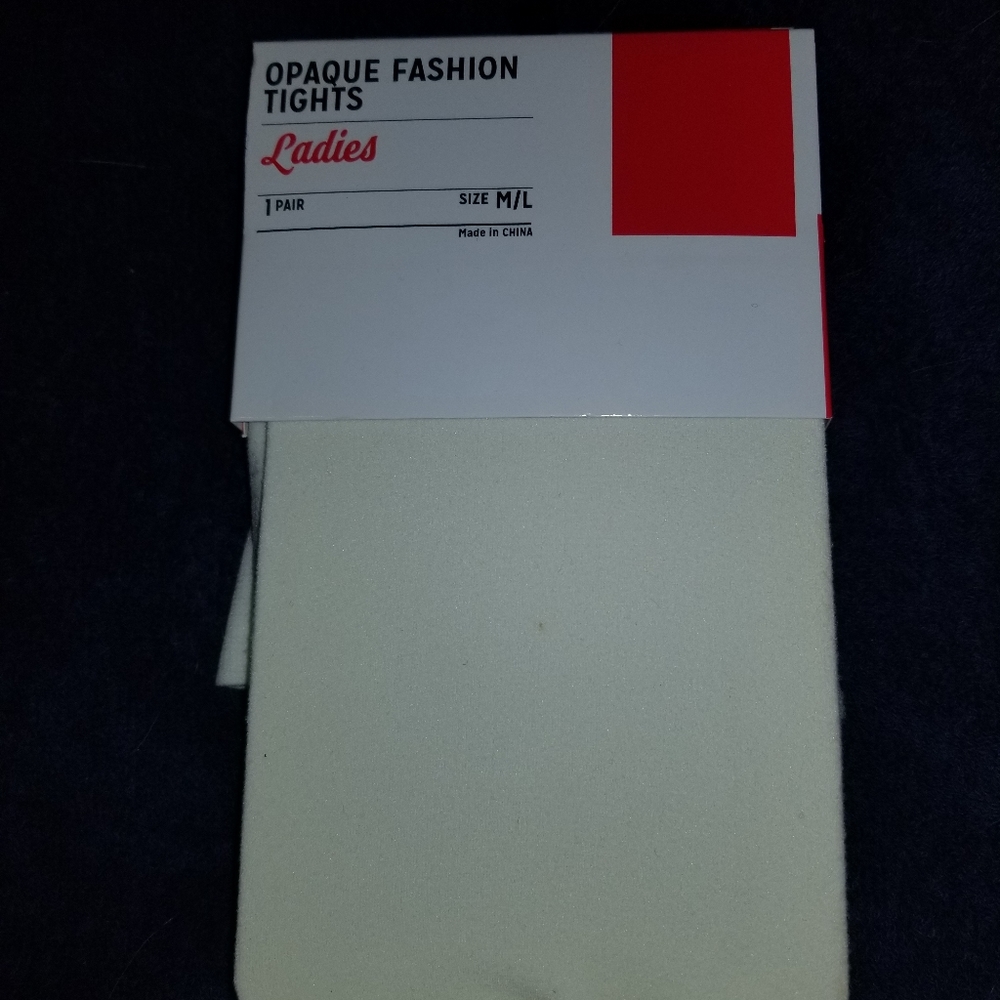 OPAQUE FASHION
TIGHTS
Ladies
1 PAIR SIZE M/L
Made in CHINA